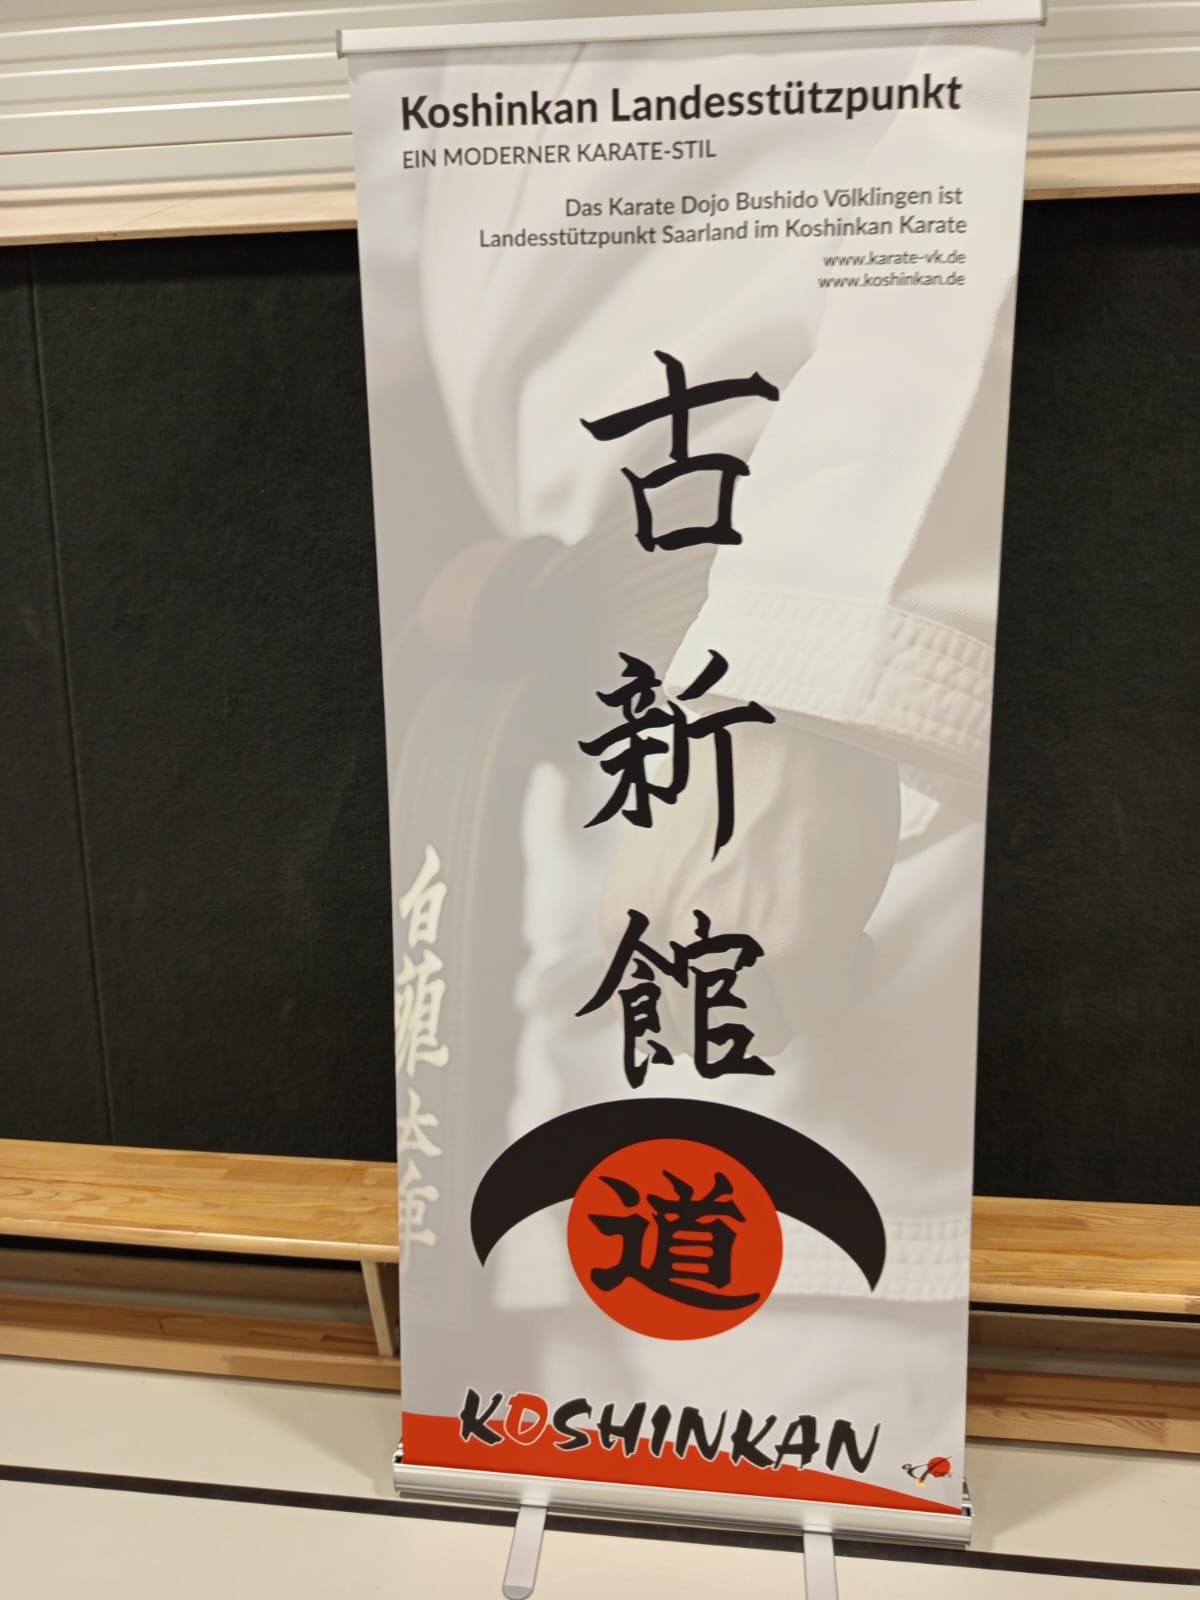 Koshinkan Landesstützpunkt
EIN MODERNER KARATE-STIL
Das Karate Dojo Bushido Völklingen ist
Landesstützpunkt Saarland im Koshinkan Karate
www.karate-vk.de
www.koshinkan.de
古
新
館
道
KOSHINKAN